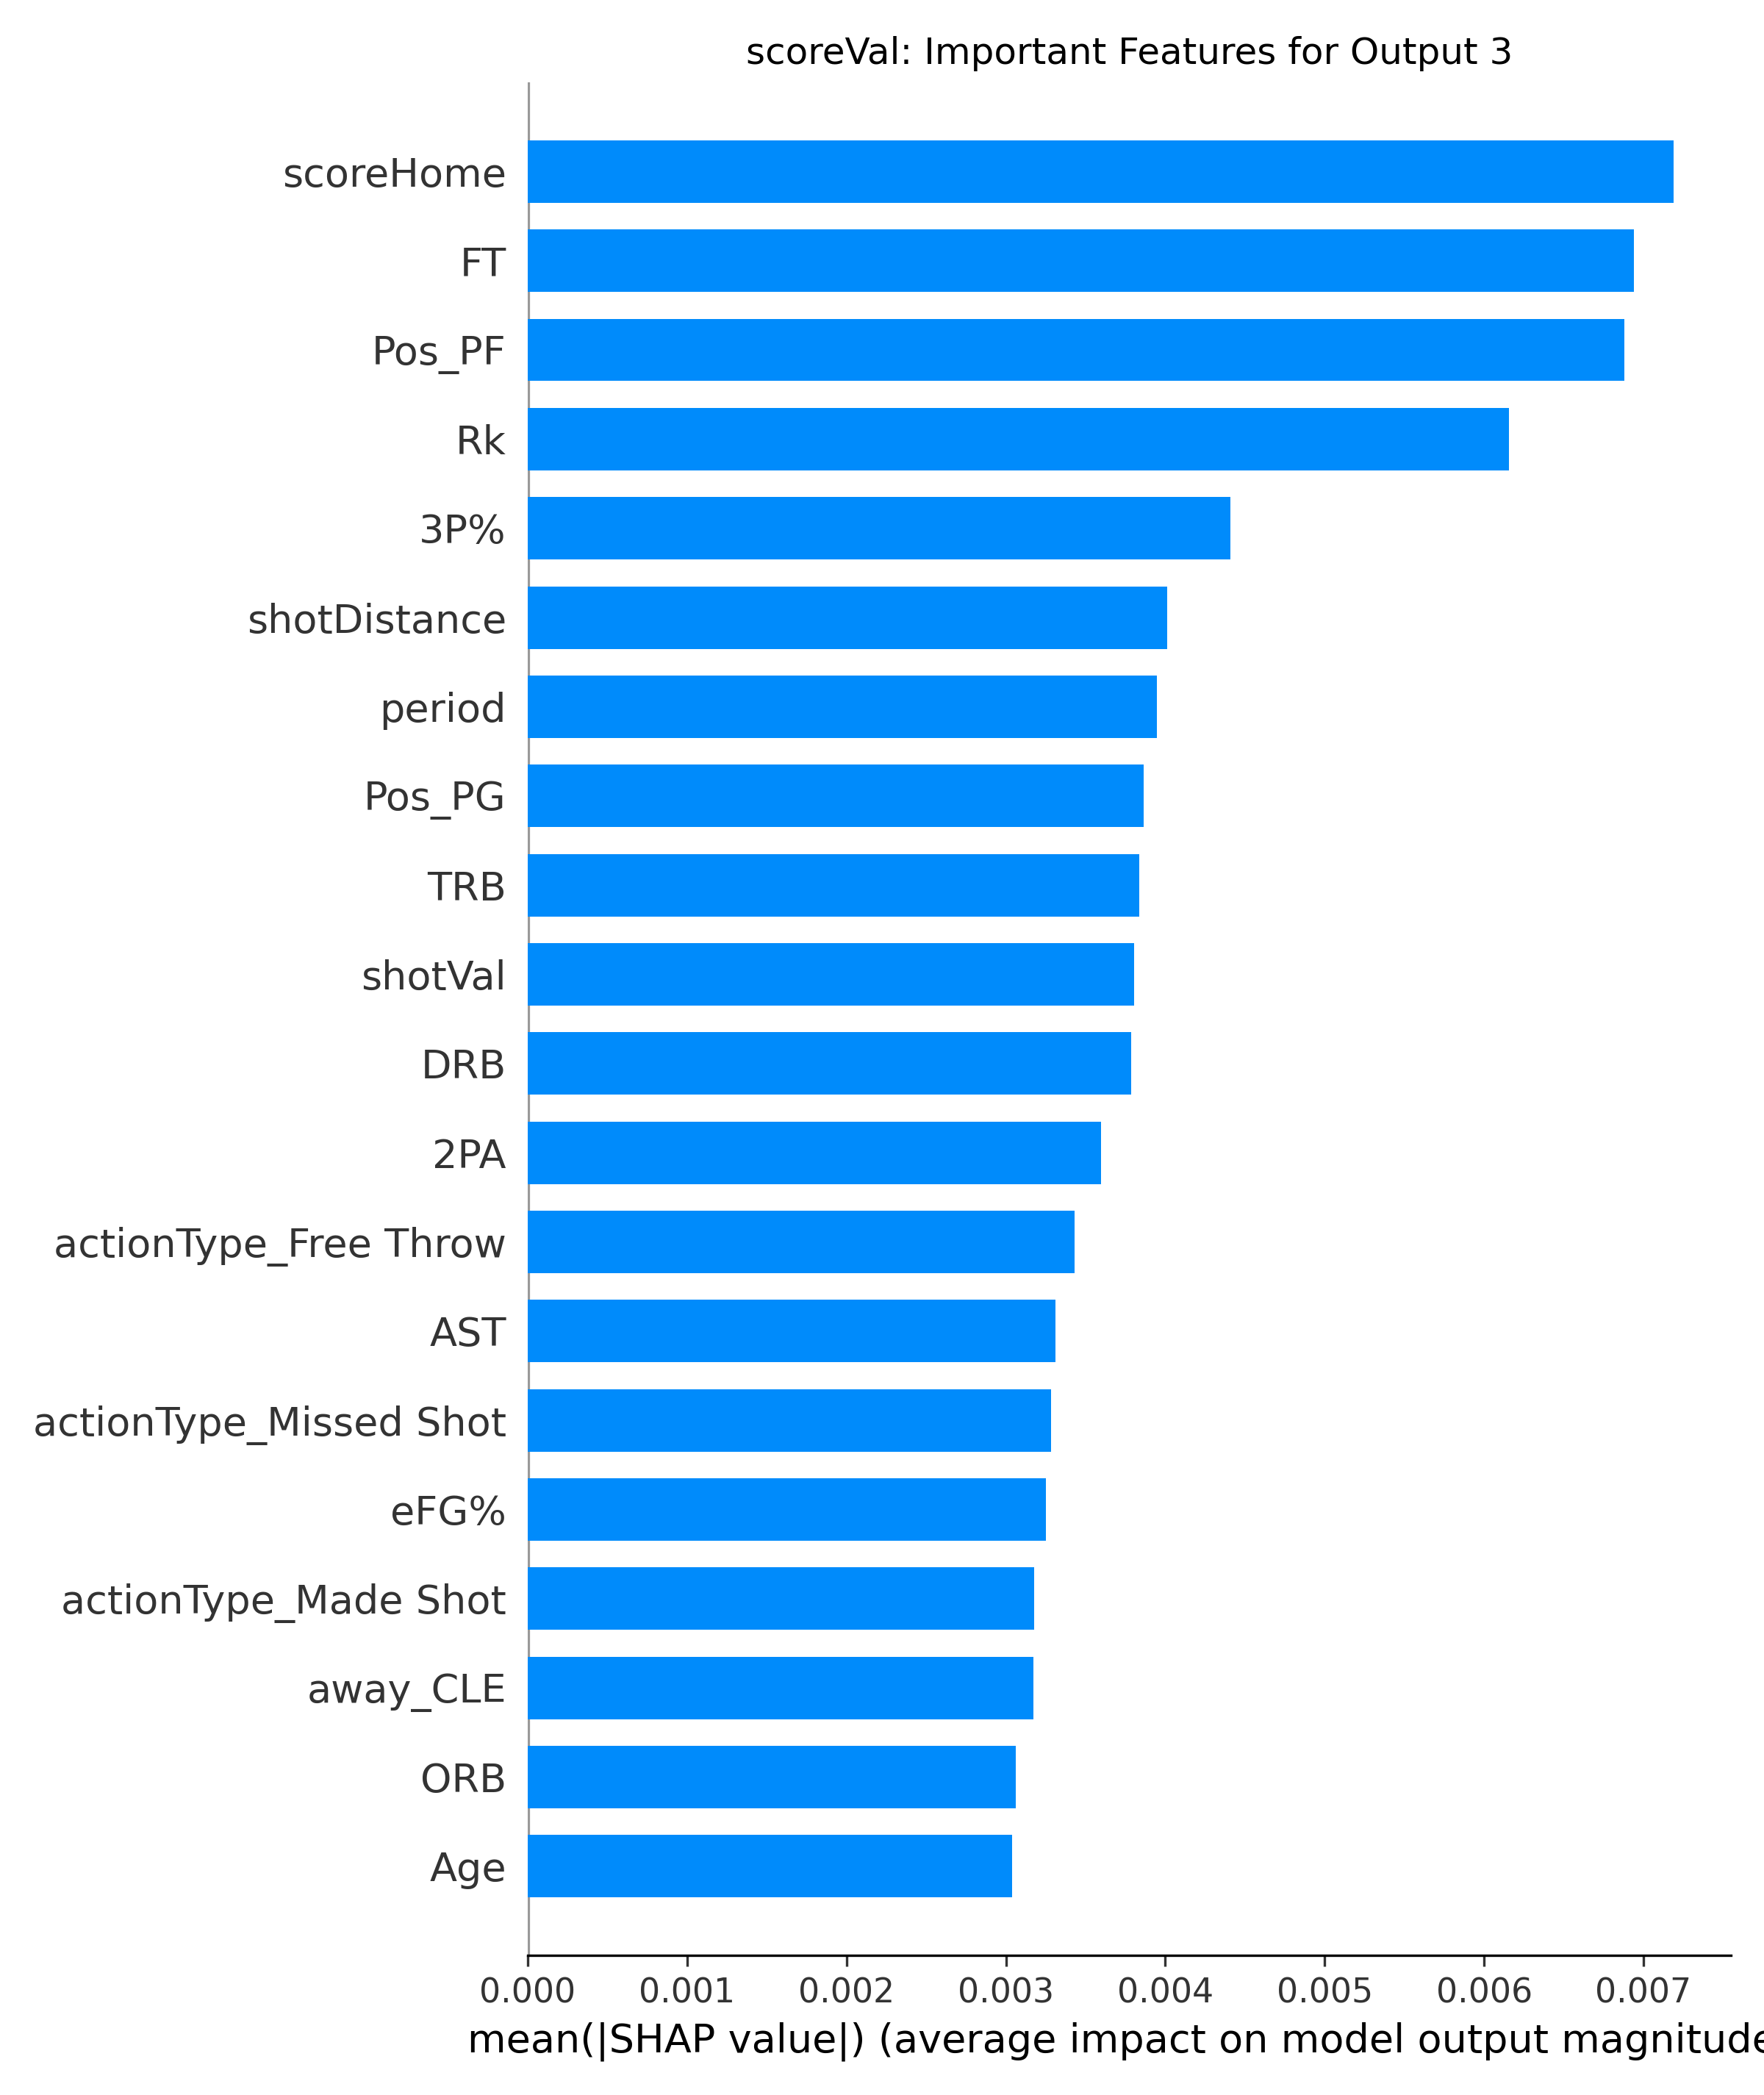 scoreVal: Important Features for Output 3
scoreHome
FT
Pos_PF
Rk
3P%
shotDistance
period
Pos_PG
TRB
shotVal
DRB
2PA
actionType_Free Throw
AST
actionType_Missed Shot
eFG%
actionType_Made Shot
away_CLE
ORB
Age
0.000 0.001 0.002 0.003 0.004 0.005 0.006 0.007
mean(|SHAP value|) (average impact on model output magnitude